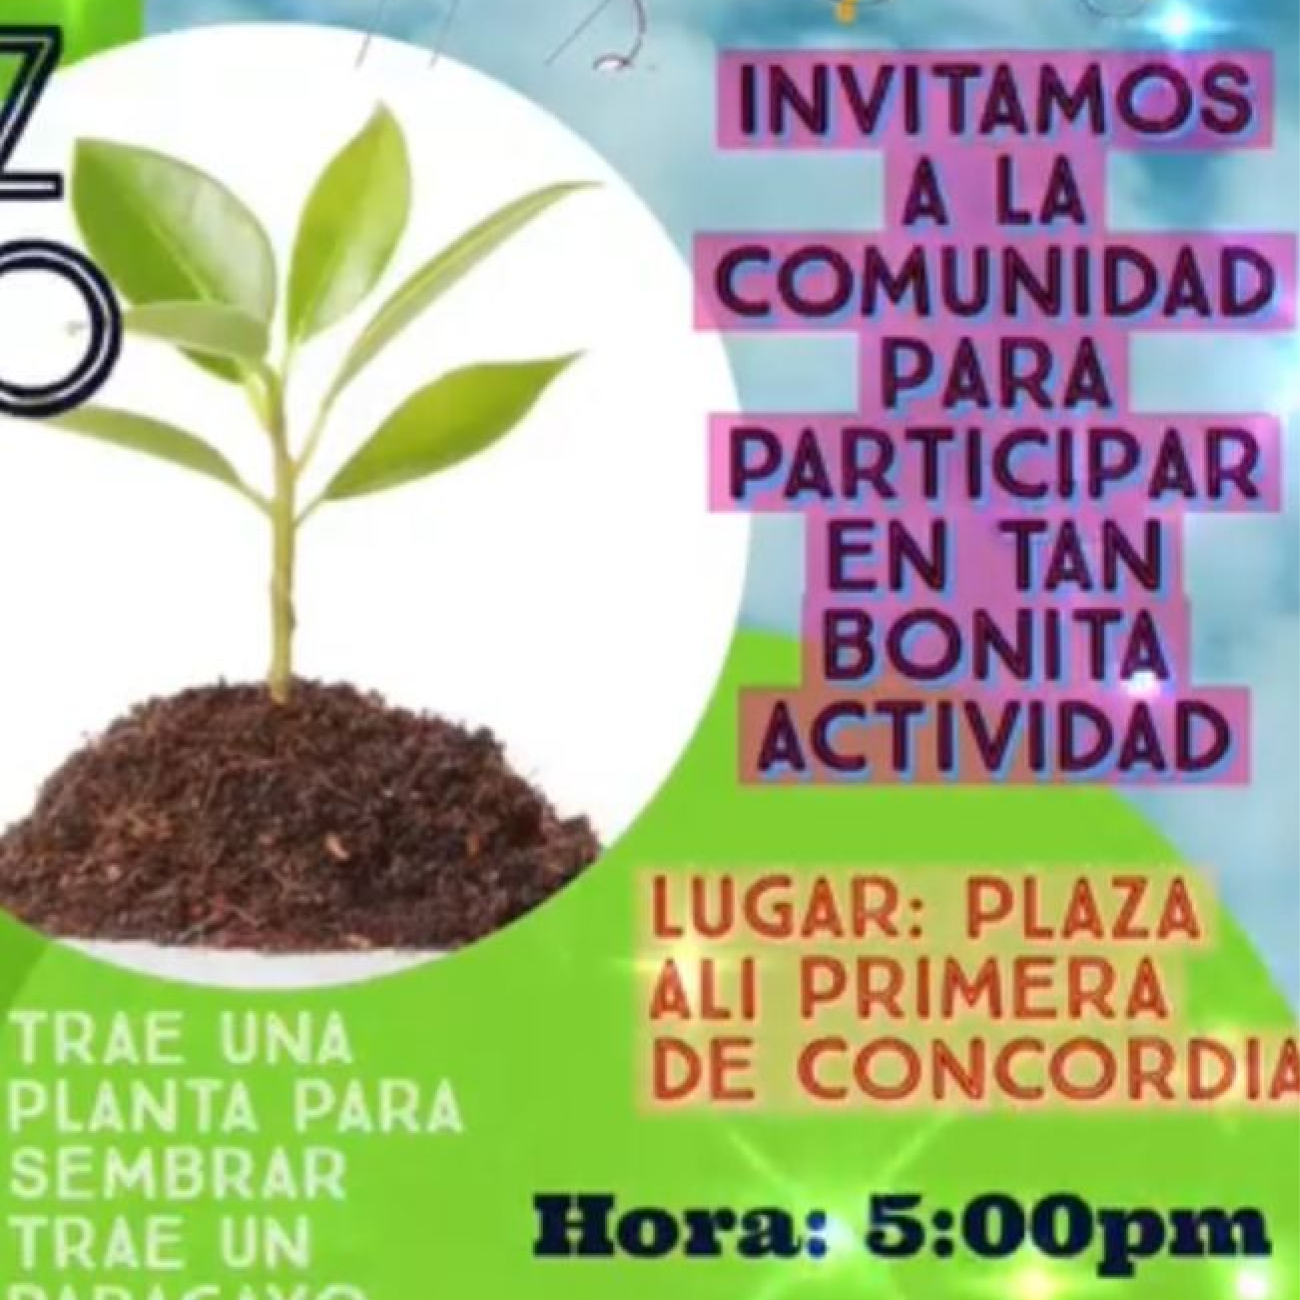 Z
O
INVITAMOS
A LA
COMUNIDAD
PARA
PARTICIPAR
EN TAN
BONITA
ACTIVIDAD
LUGAR: PLAZA
ALI PRIMERA
DE CONCORDIA
TRAE UNA
PLANTA PARA
SEMBRAR
TRAE UN
PAPAGAYO
Hora: 5:00pm